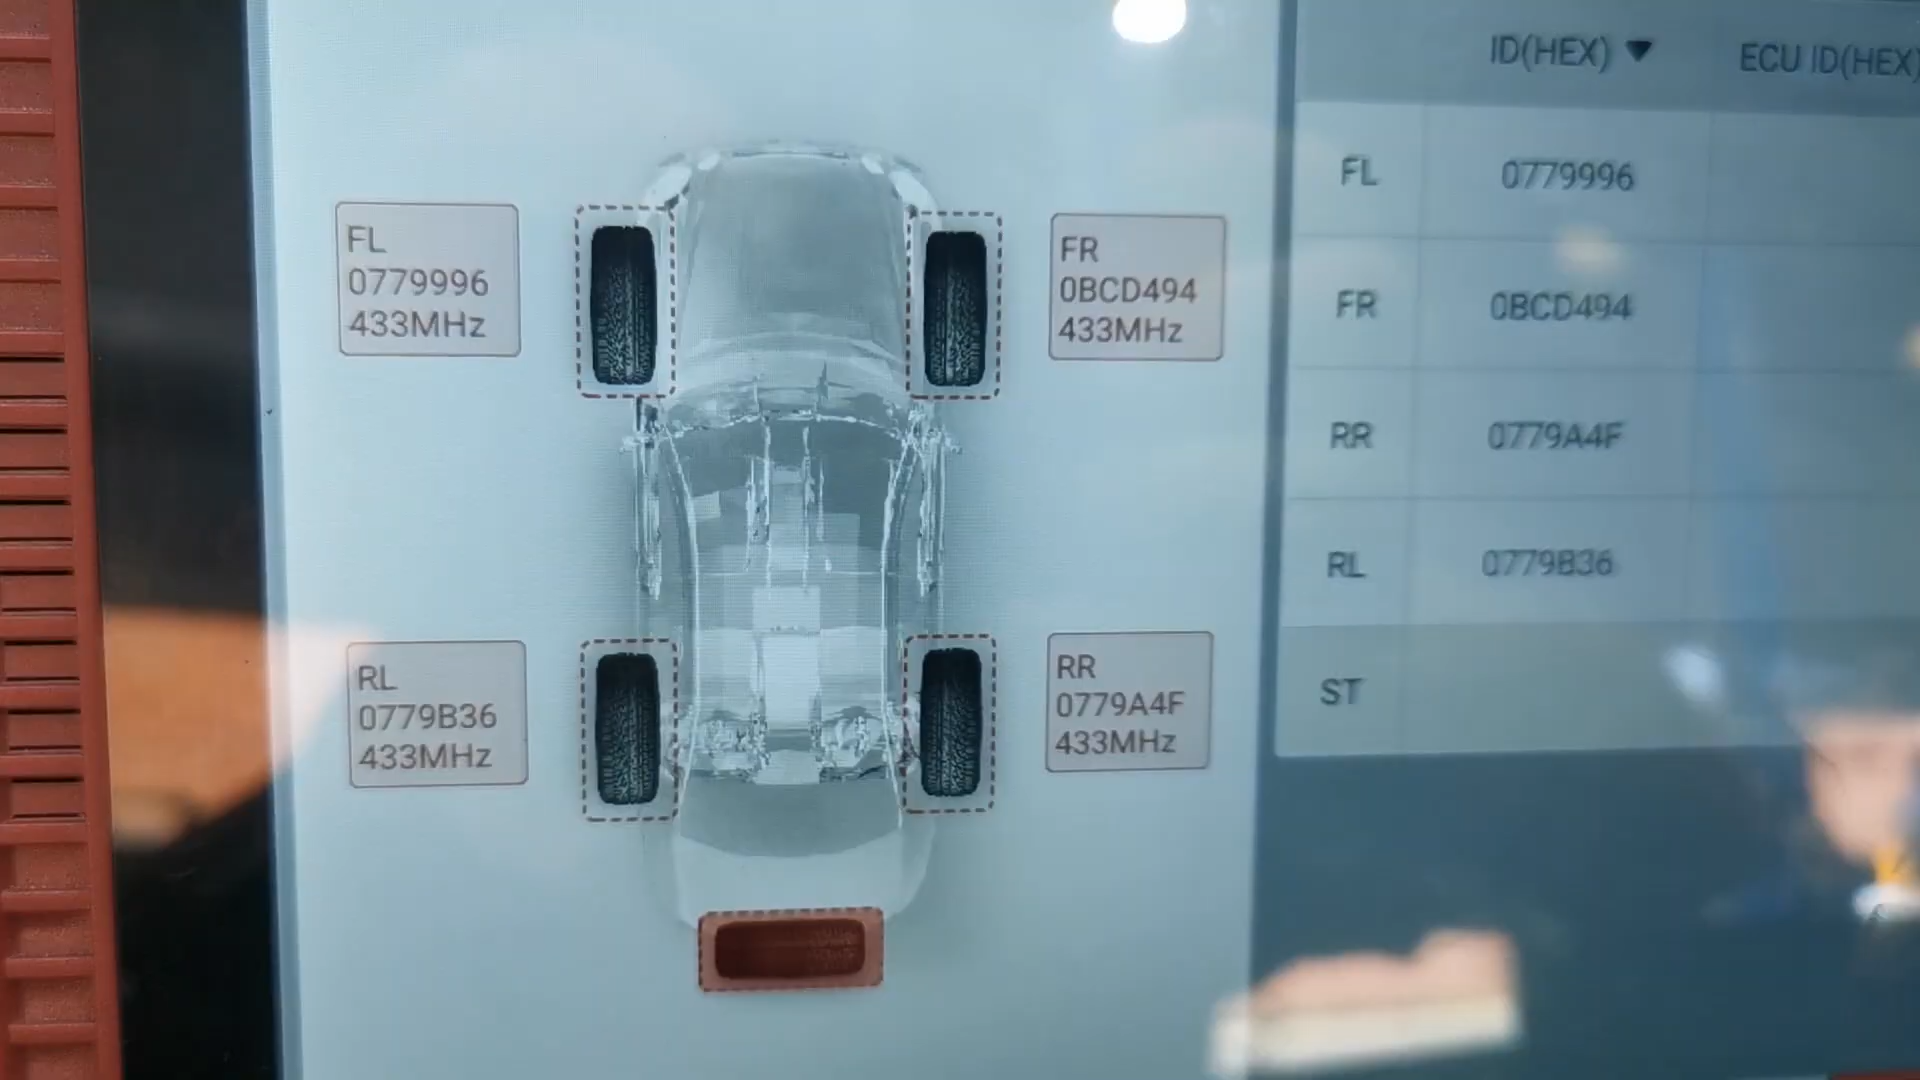 FL
0779996
433MHz
FR
0BCD494
433MHz
RL
0779B36
433MHz
RR
0779A4F
433MHz
ID(HEX) ▼ ECU ID(HEX)
FL 0779996
FR 0BCD494
RR 0779A4F
RL 0779B36
ST